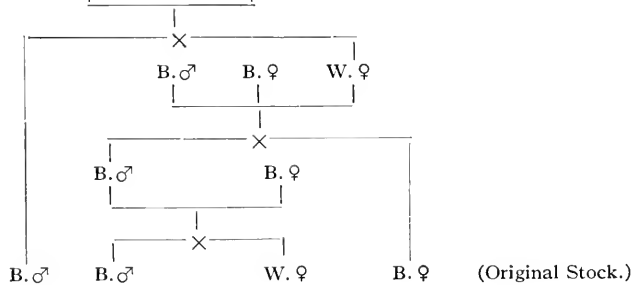 ×
B.♂ B.♀ W.♀
×
B.♂ B.♀
×
B.♂ B.♂ W.♀ B.♀ (Original Stock.)